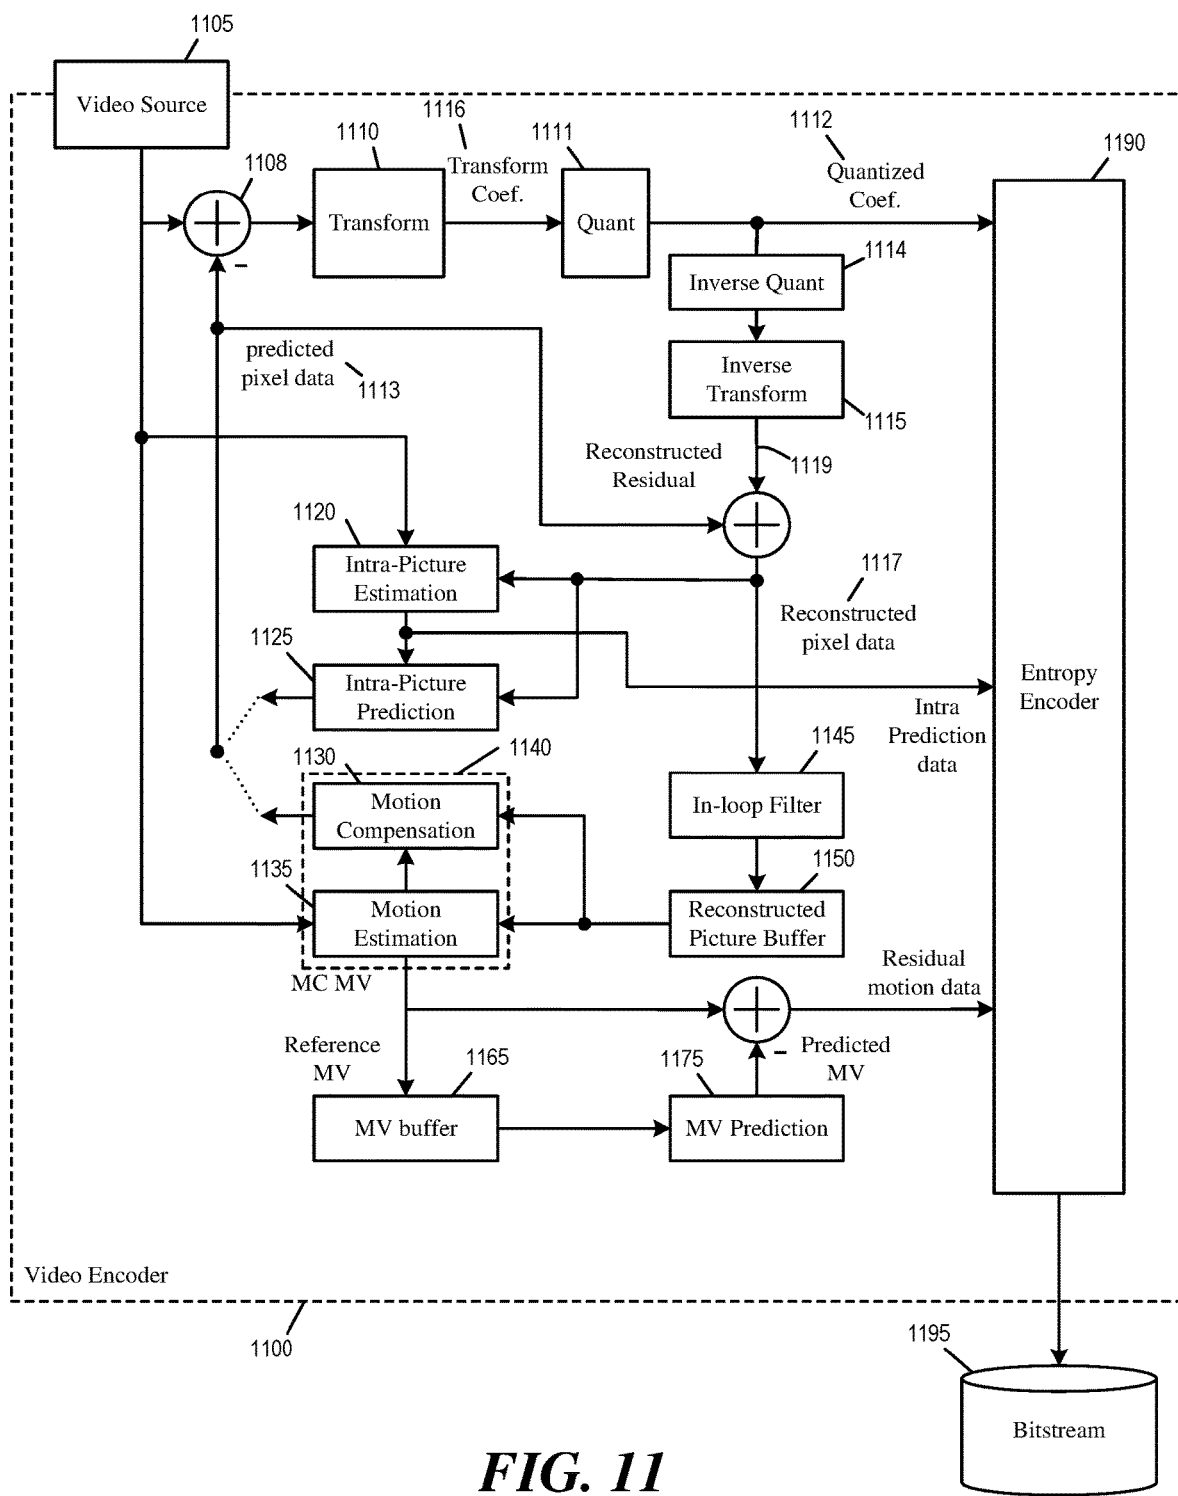 1105
Video Source
1108
1110
Transform
1116
Transform
Coef.
1111
Quant
1112
Quantized
Coef.
1190
–
1114
Inverse Quant
predicted
pixel data
1113
Inverse
Transform
1115
Reconstructed
Residual
1119
1120
Intra-Picture
Estimation
1117
Reconstructed
pixel data
1125
Intra-Picture
Prediction
Entropy
Encoder
Intra
Prediction
data
1130
1140
Motion
Compensation
1145
In-loop Filter
1135
Motion
Estimation
1150
Reconstructed
Picture Buffer
MC MV
Residual
motion data
Reference
MV
–
Predicted
MV
1165
MV buffer
1175
MV Prediction
Video Encoder
1100
1195
Bitstream
FIG. 11